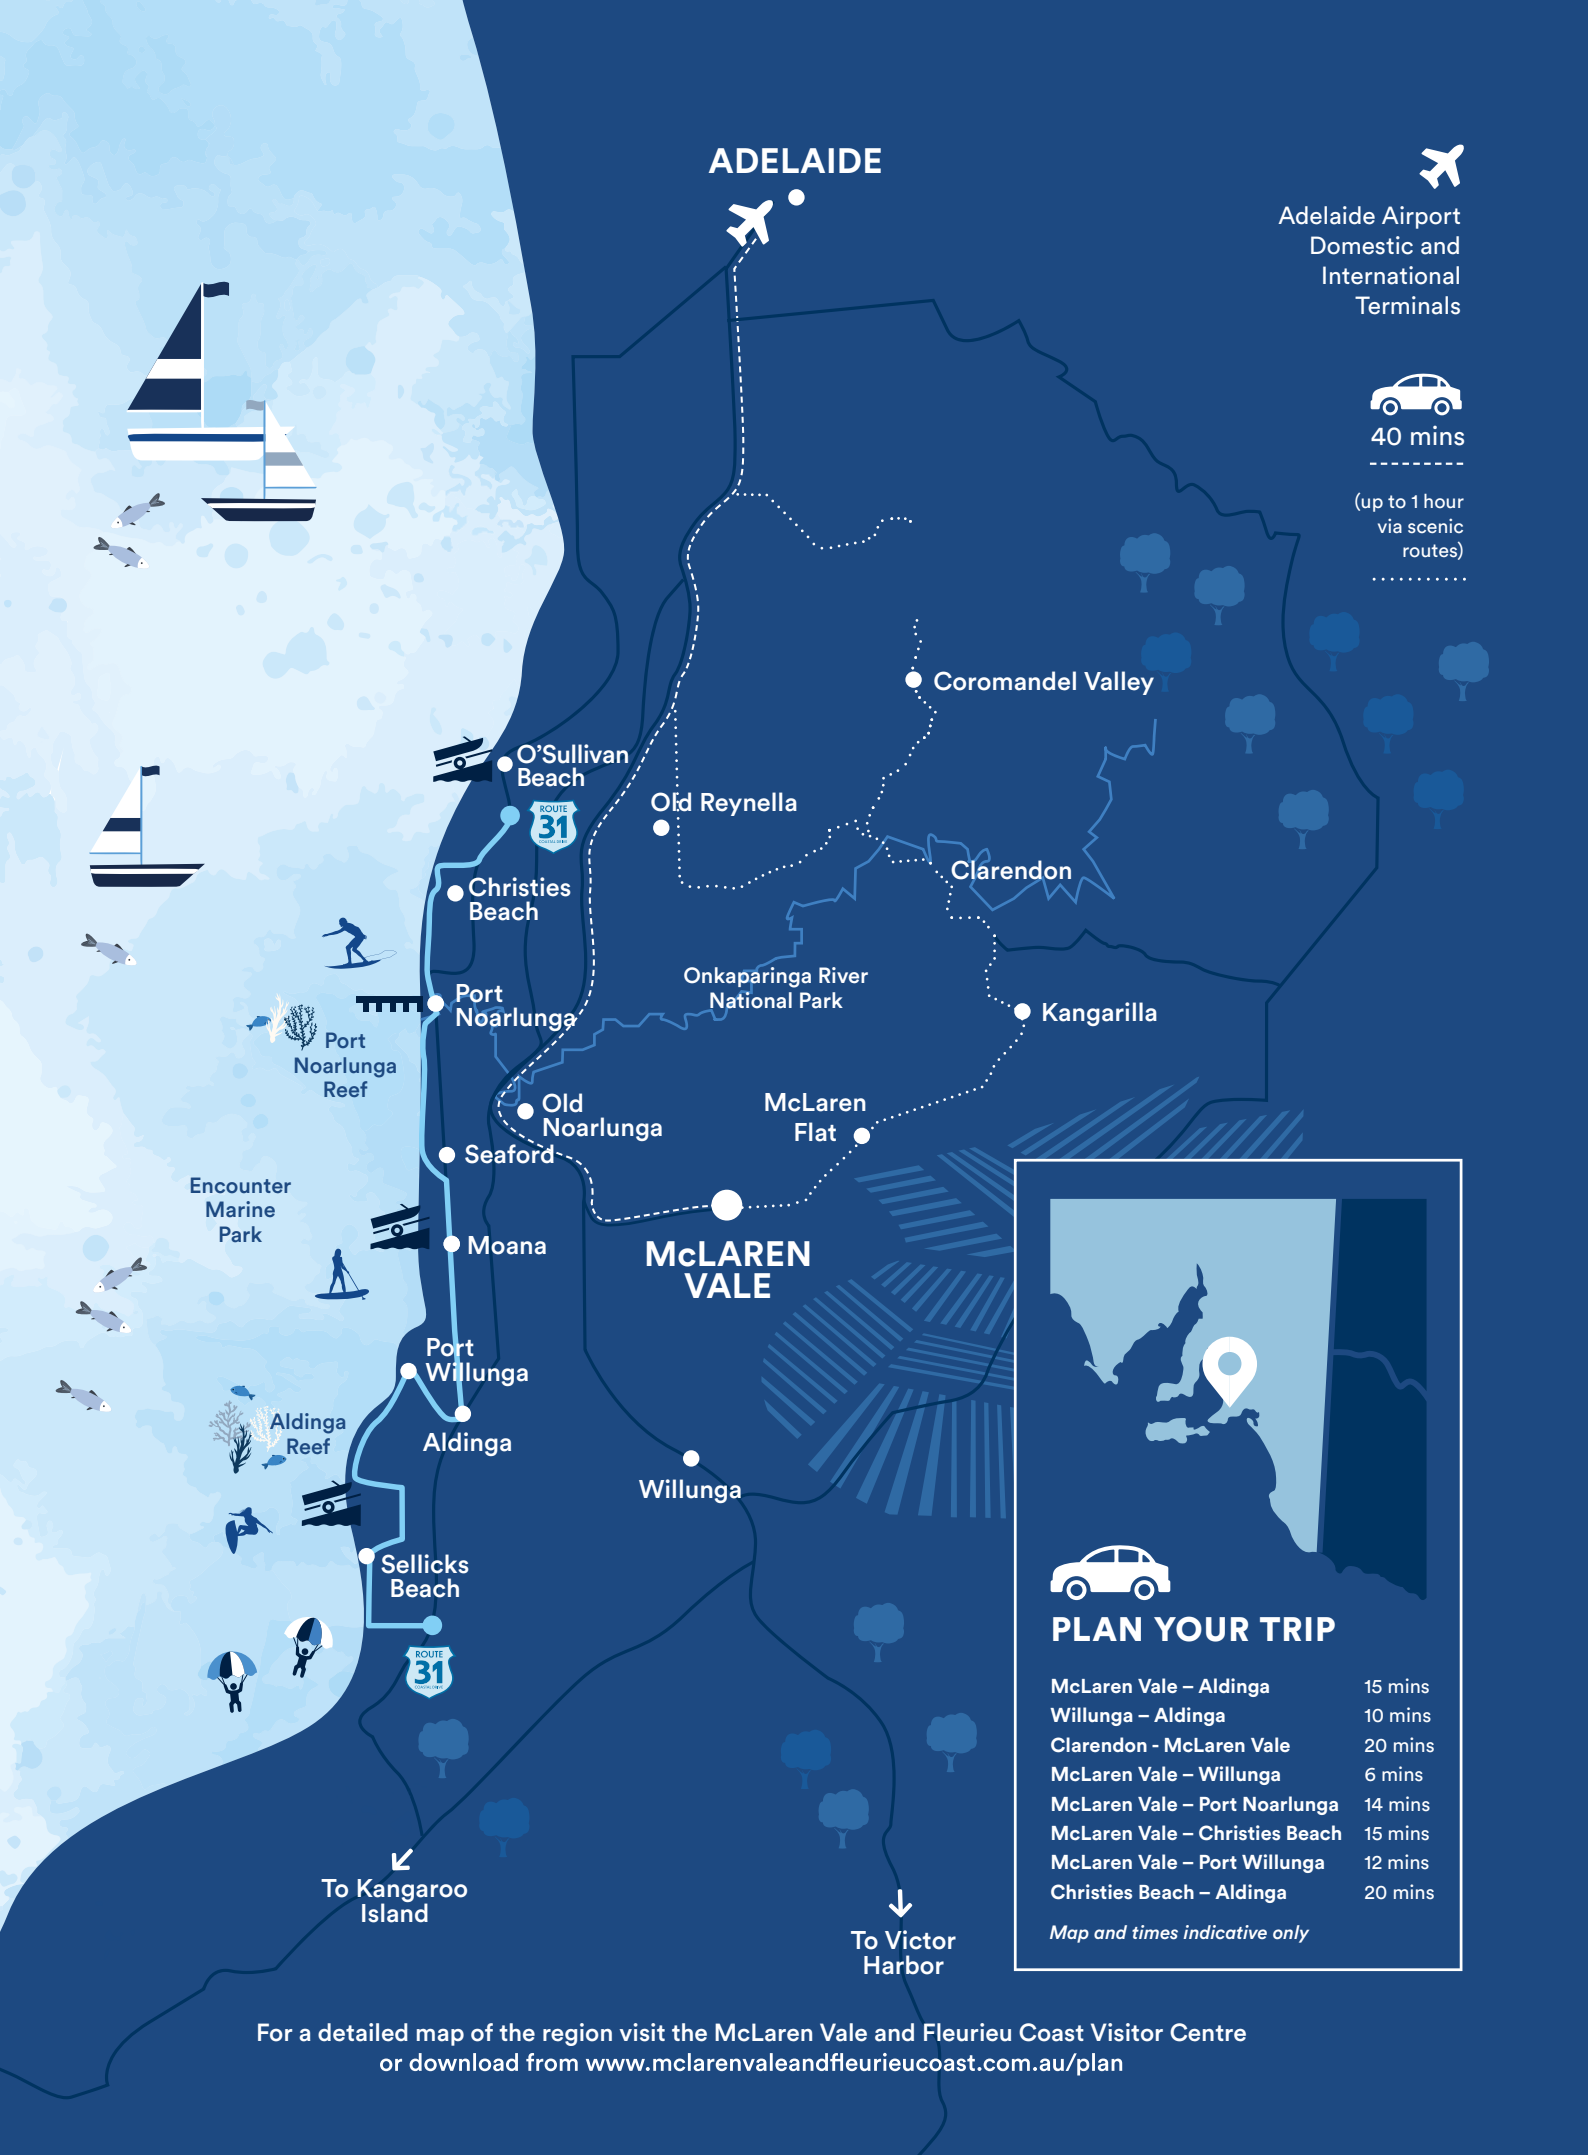 ADELAIDE
Adelaide Airport
Domestic and
International
Terminals
40 mins
(up to 1 hour
via scenic
routes)
Coromandel Valley
O'Sullivan
Beach
ROUTE
31
COASTAL DRIVE
Old Reynella
Clarendon
Christies
Beach
Onkaparinga River
National Park
Port
Noarlunga
Kangarilla
Port
Noarlunga
Reef
Old
Noarlunga
McLaren
Flat
Seaford
Encounter
Marine
Park
Moana
McLAREN
VALE
Port
Willunga
Aldinga
Reef
Aldinga
Willunga
Sellicks
Beach
ROUTE
31
COASTAL DRIVE
To Kangaroo
Island
To Victor
Harbor
PLAN YOUR TRIP
McLaren Vale – Aldinga 15 mins
Willunga – Aldinga 10 mins
Clarendon - McLaren Vale 20 mins
McLaren Vale – Willunga 6 mins
McLaren Vale – Port Noarlunga 14 mins
McLaren Vale – Christies Beach 15 mins
McLaren Vale – Port Willunga 12 mins
Christies Beach – Aldinga 20 mins
Map and times indicative only
For a detailed map of the region visit the McLaren Vale and Fleurieu Coast Visitor Centre
or download from www.mclarenvaleandfleurieucoast.com.au/plan